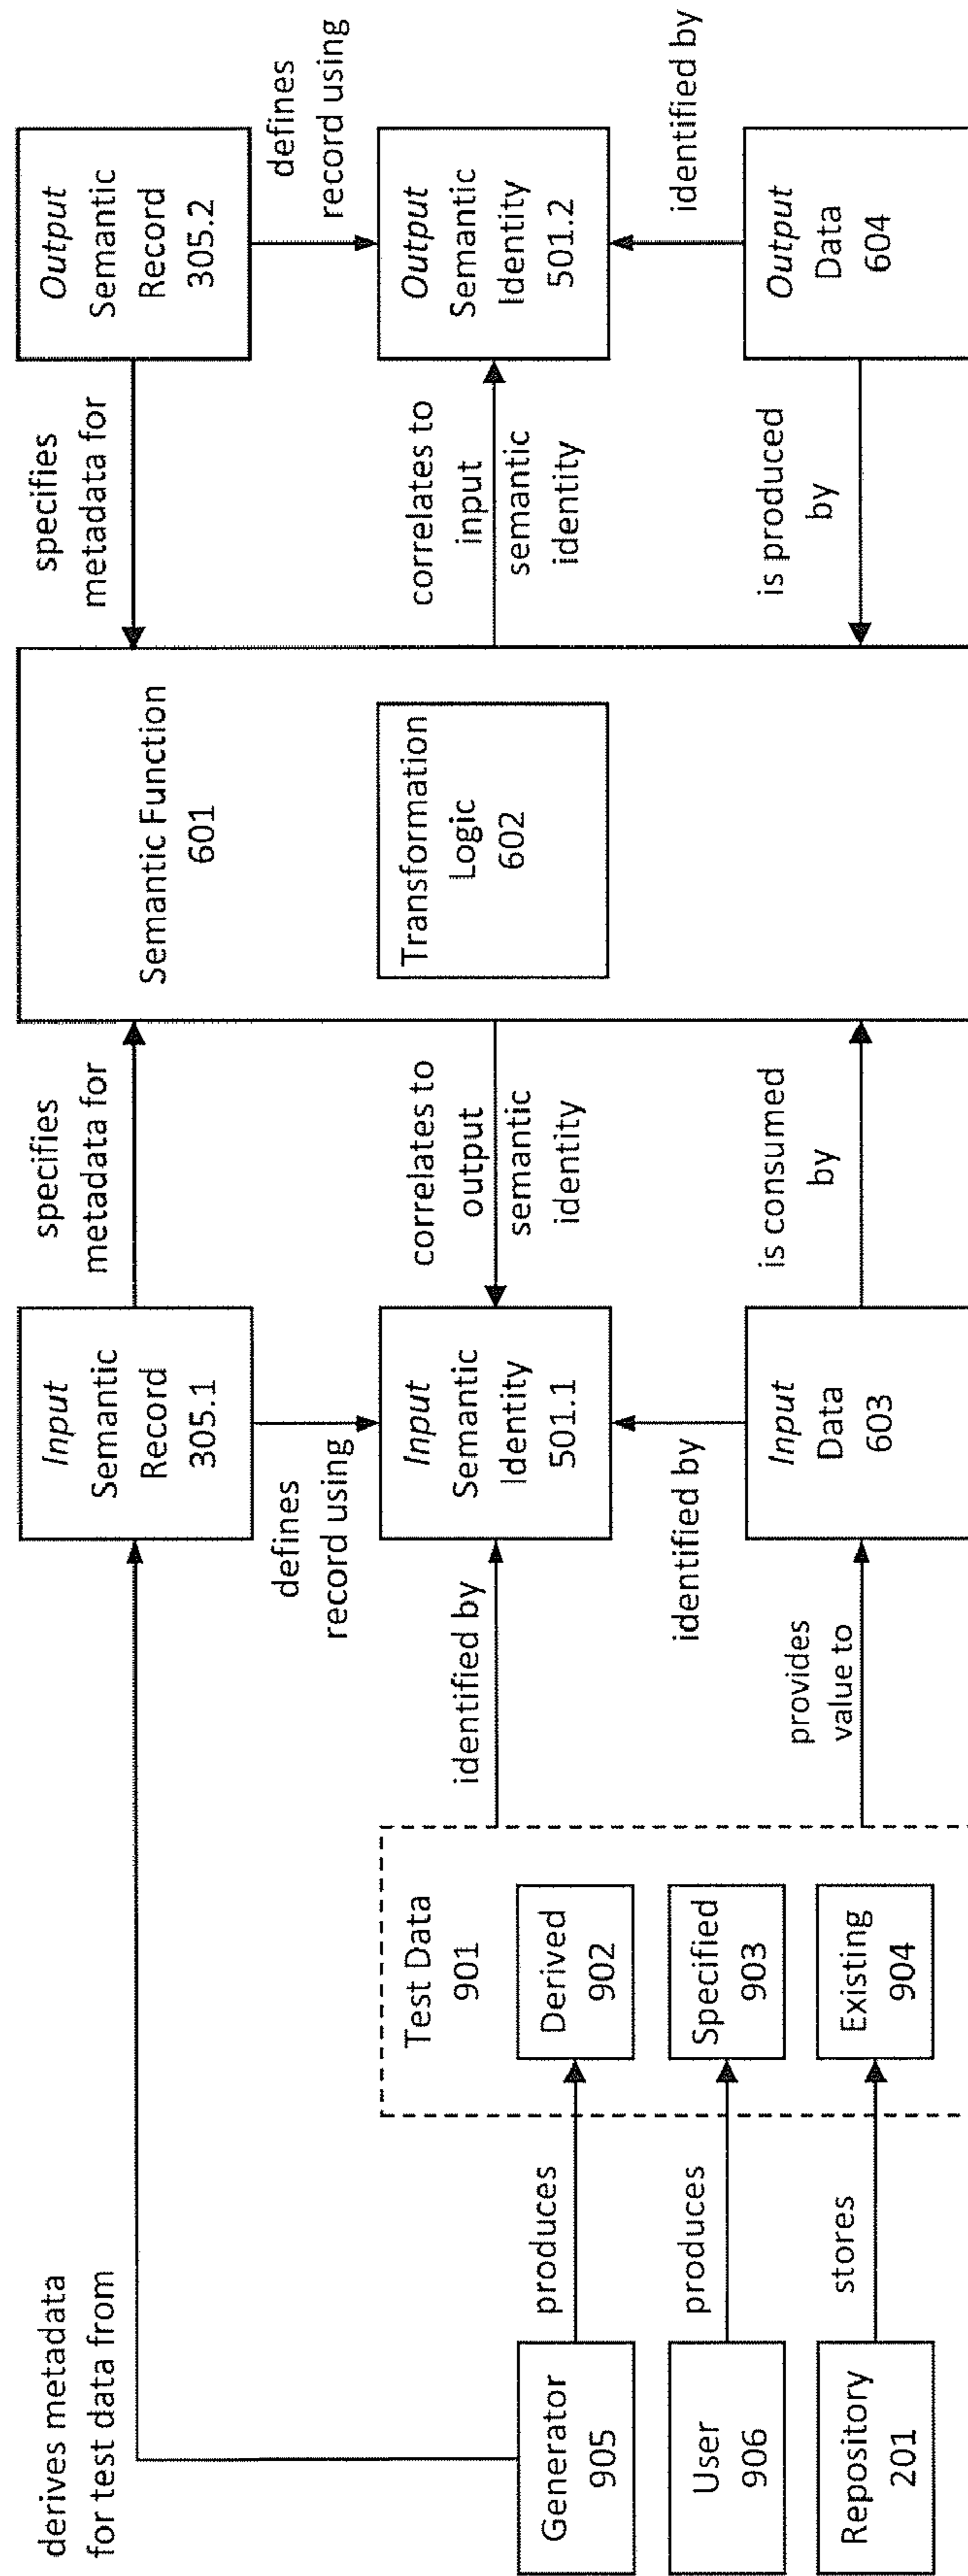 derives metadata
for test data from
Generator
905
User
906
Repository
201
produces
produces
stores
Test Data
901
Derived
902
Specified
903
Existing
904
identified by
provides
value to
Input
Semantic
Record
305.1
defines
record using
Input
Semantic
Identity
501.1
identified by
Input
Data
603
specifies
metadata for
correlates to
output
semantic
identity
is consumed
by
Semantic Function
601
Transformation
Logic
602
specifies
metadata for
correlates to
input
semantic
identity
is produced
by
Output
Semantic
Record
305.2
defines
record using
Output
Semantic
Identity
501.2
identified by
Output
Data
604